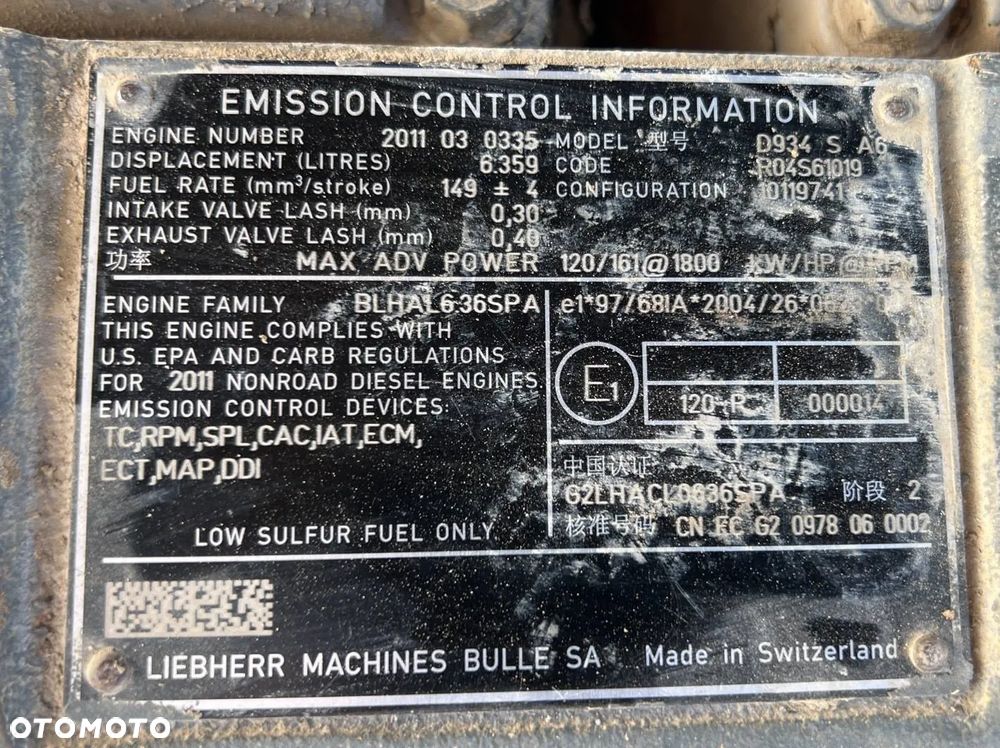 EMISSION CONTROL INFORMATION
ENGINE NUMBER 2011 03 0335 MODEL 型号 D934 S A6
DISPLACEMENT (LITRES) 6.359 CODE R04S61019
FUEL RATE (mm³/stroke) 149 ± 4 CONFIGURATION 10119741
INTAKE VALVE LASH (mm) 0,30
EXHAUST VALVE LASH (mm) 0,40
功率 MAX ADV POWER 120/161@1800 KW/HP@RPM
ENGINE FAMILY BLHAL6.36SPA
THIS ENGINE COMPLIES WITH
U.S. EPA AND CARB REGULATIONS
FOR 2011 NONROAD DIESEL ENGINES.
EMISSION CONTROL DEVICES:
TC,RPM,SPL,CAC,IAT,ECM,
ECT,MAP,DDI
LOW SULFUR FUEL ONLY
E1
120-P 000014
中国认证
G2LHACL0636SPA 阶段 2
核准号码 CN EC G2 0978 06 0002
LIEBHERR MACHINES BULLE SA Made in Switzerland
OTOMOTO